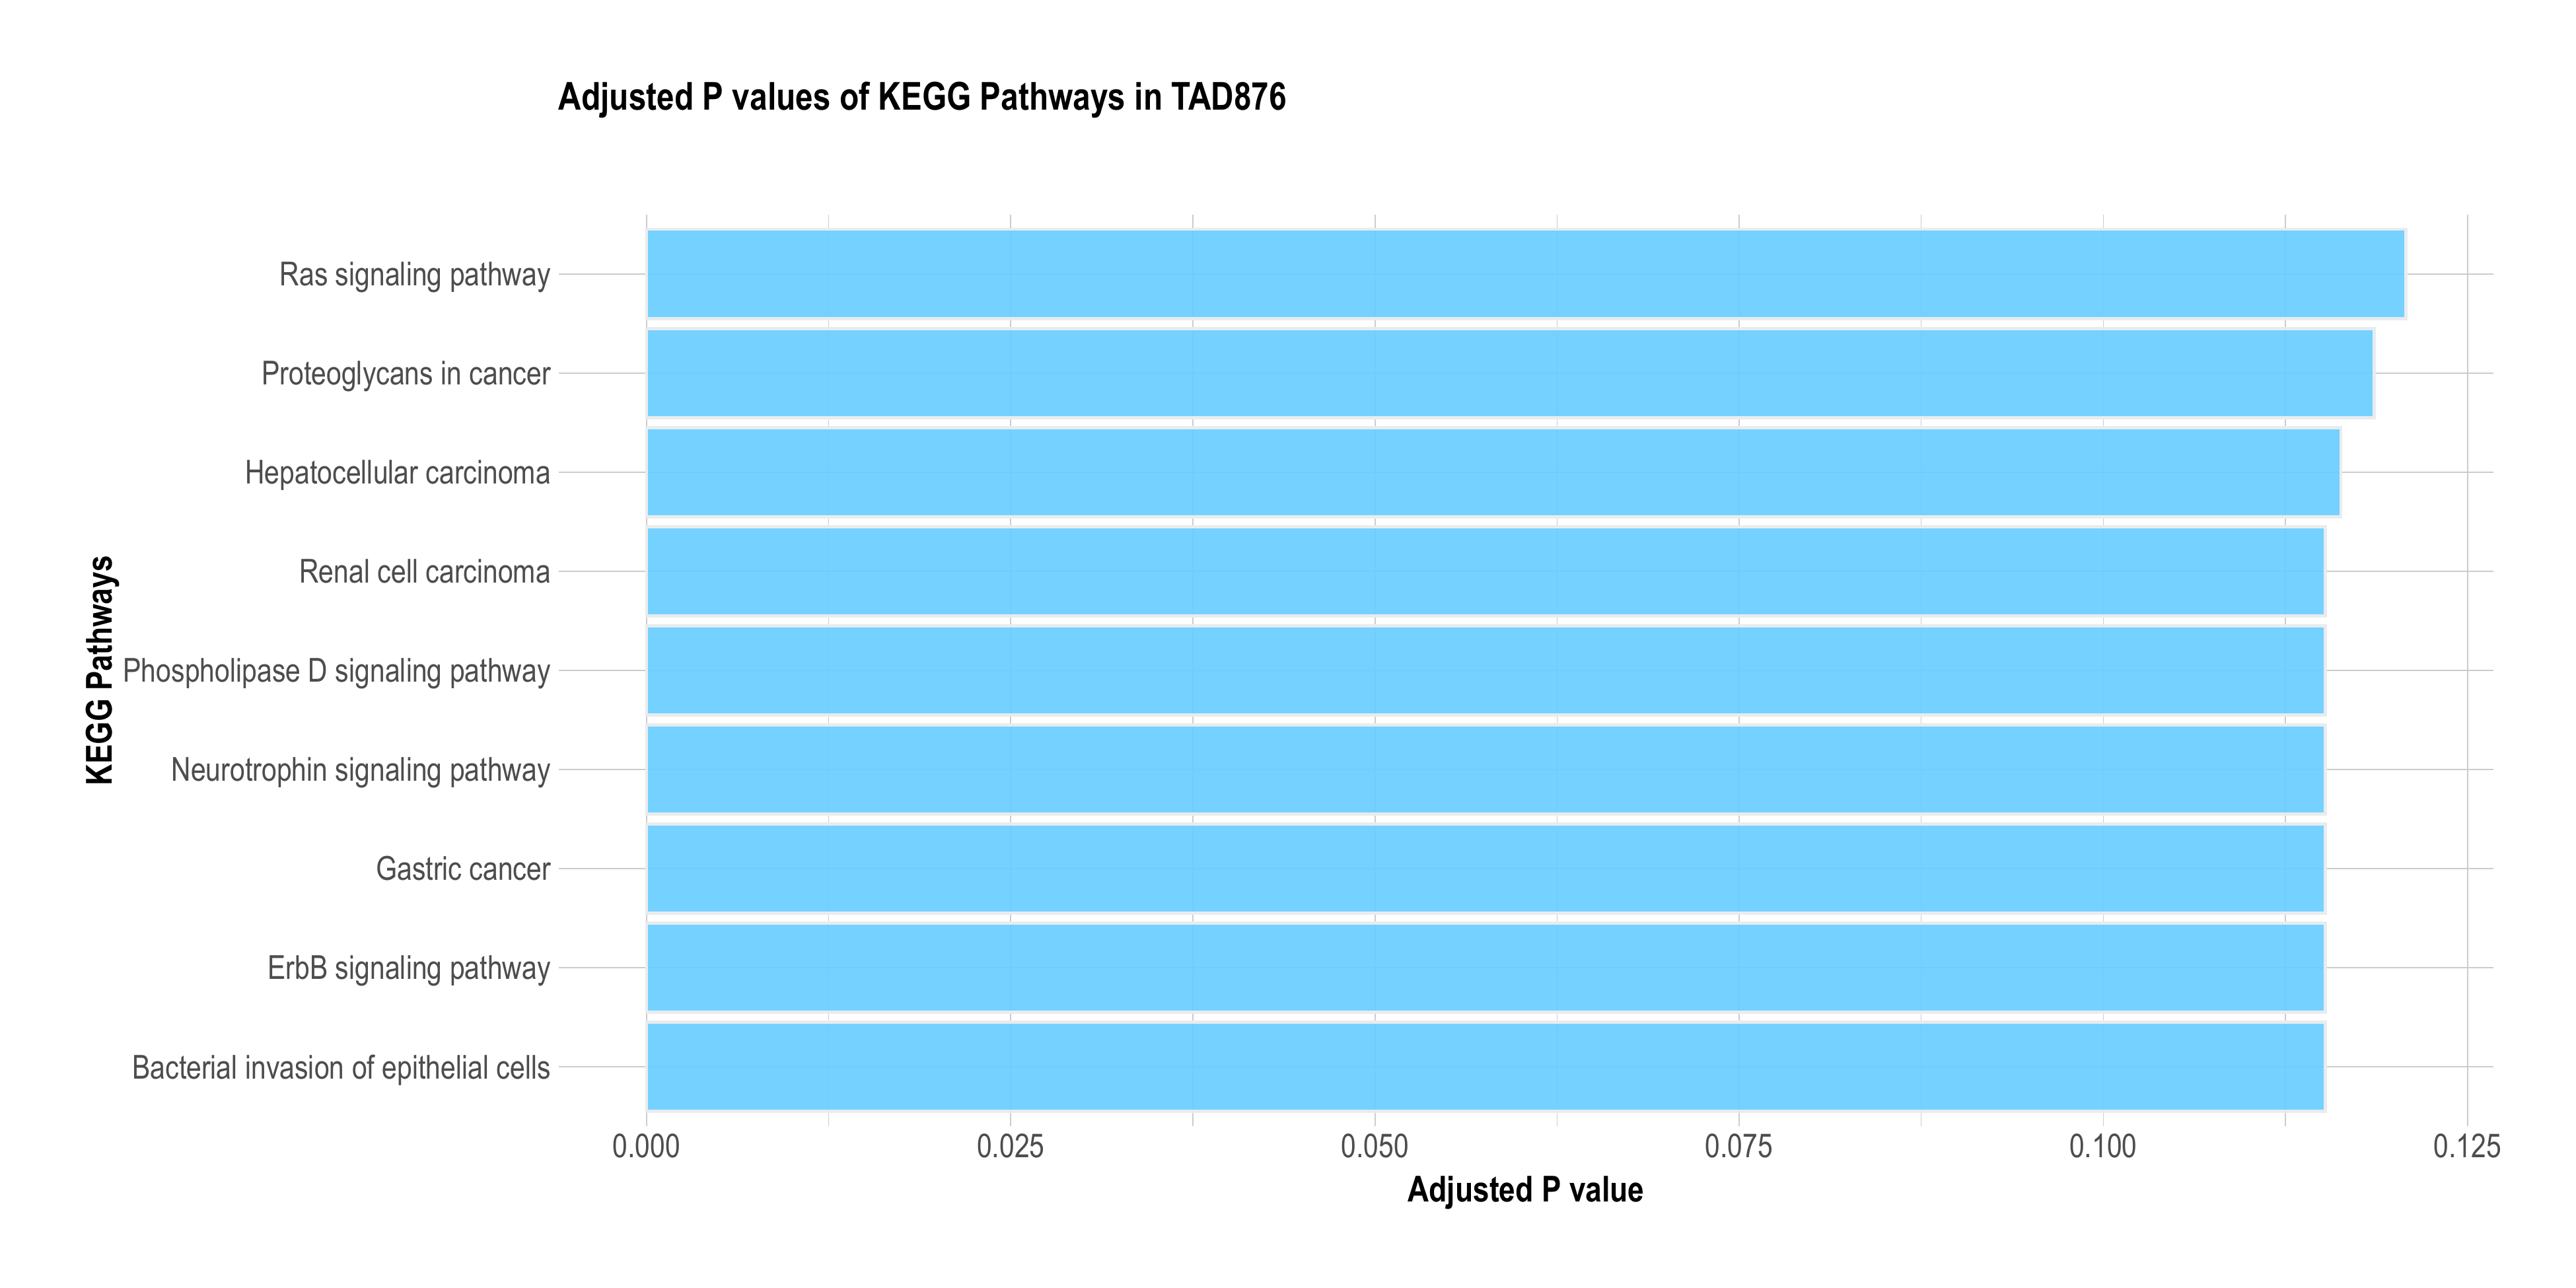 Adjusted P values of KEGG Pathways in TAD876
KEGG Pathways
Ras signaling pathway
Proteoglycans in cancer
Hepatocellular carcinoma
Renal cell carcinoma
Phospholipase D signaling pathway
Neurotrophin signaling pathway
Gastric cancer
ErbB signaling pathway
Bacterial invasion of epithelial cells
0.000 0.025 0.050 0.075 0.100 0.125
Adjusted P value